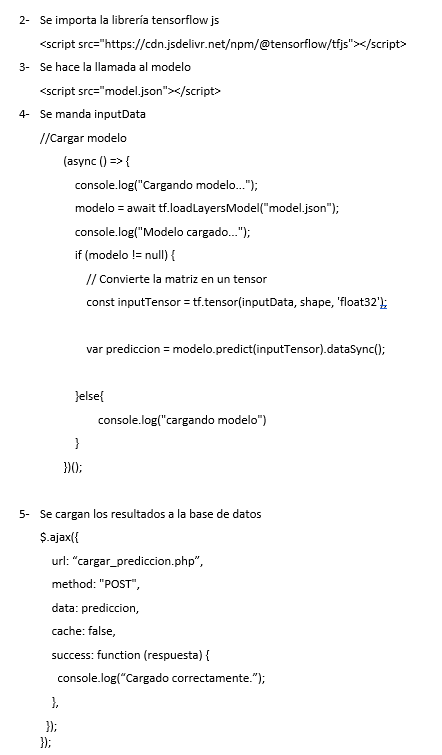 2- Se importa la librería tensorflow js
<script src="https://cdn.jsdelivr.net/npm/@tensorflow/tfjs"></script>
3- Se hace la llamada al modelo
<script src="model.json"></script>
4- Se manda inputData
//Cargar modelo
(async () => {
console.log("Cargando modelo...");
modelo = await tf.loadLayersModel("model.json");
console.log("Modelo cargado...");
if (modelo != null) {
// Convierte la matriz en un tensor
const inputTensor = tf.tensor(inputData, shape, 'float32');
var prediccion = modelo.predict(inputTensor).dataSync();
}else{
console.log("cargando modelo")
}
})();
5- Se cargan los resultados a la base de datos
$.ajax({
url: “cargar_prediccion.php”,
method: "POST",
data: prediccion,
cache: false,
success: function (respuesta) {
console.log(“Cargado correctamente.”);
},
});
});